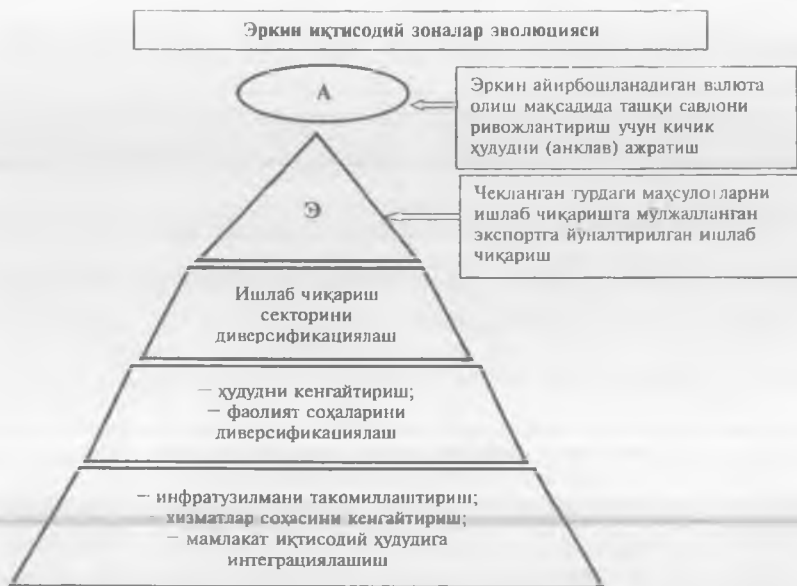 Эркин иқтисодий зоналар эволюцияси
А
Эркин айирбошланадиган валюта
олиш мақсадида ташқи савдони
ривожлантириш учун кичик
ҳудудни (анклав) ажратиш
Э
Чекланган турдаги маҳсулотларни
ишлаб чиқаришга мулжалланган
экспортга йўналтирилган ишлаб
чиқариш
Ишлаб чиқариш
секторини
диверсификациялаш
— ҳудудни кенгайтириш;
— фаолият соҳаларини
диверсификациялаш
— инфратузилмани такомиллаштириш;
— хизматлар соҳасини кенгайтириш;
— мамлакат иқтисодий ҳудудига
интеграциялашиш